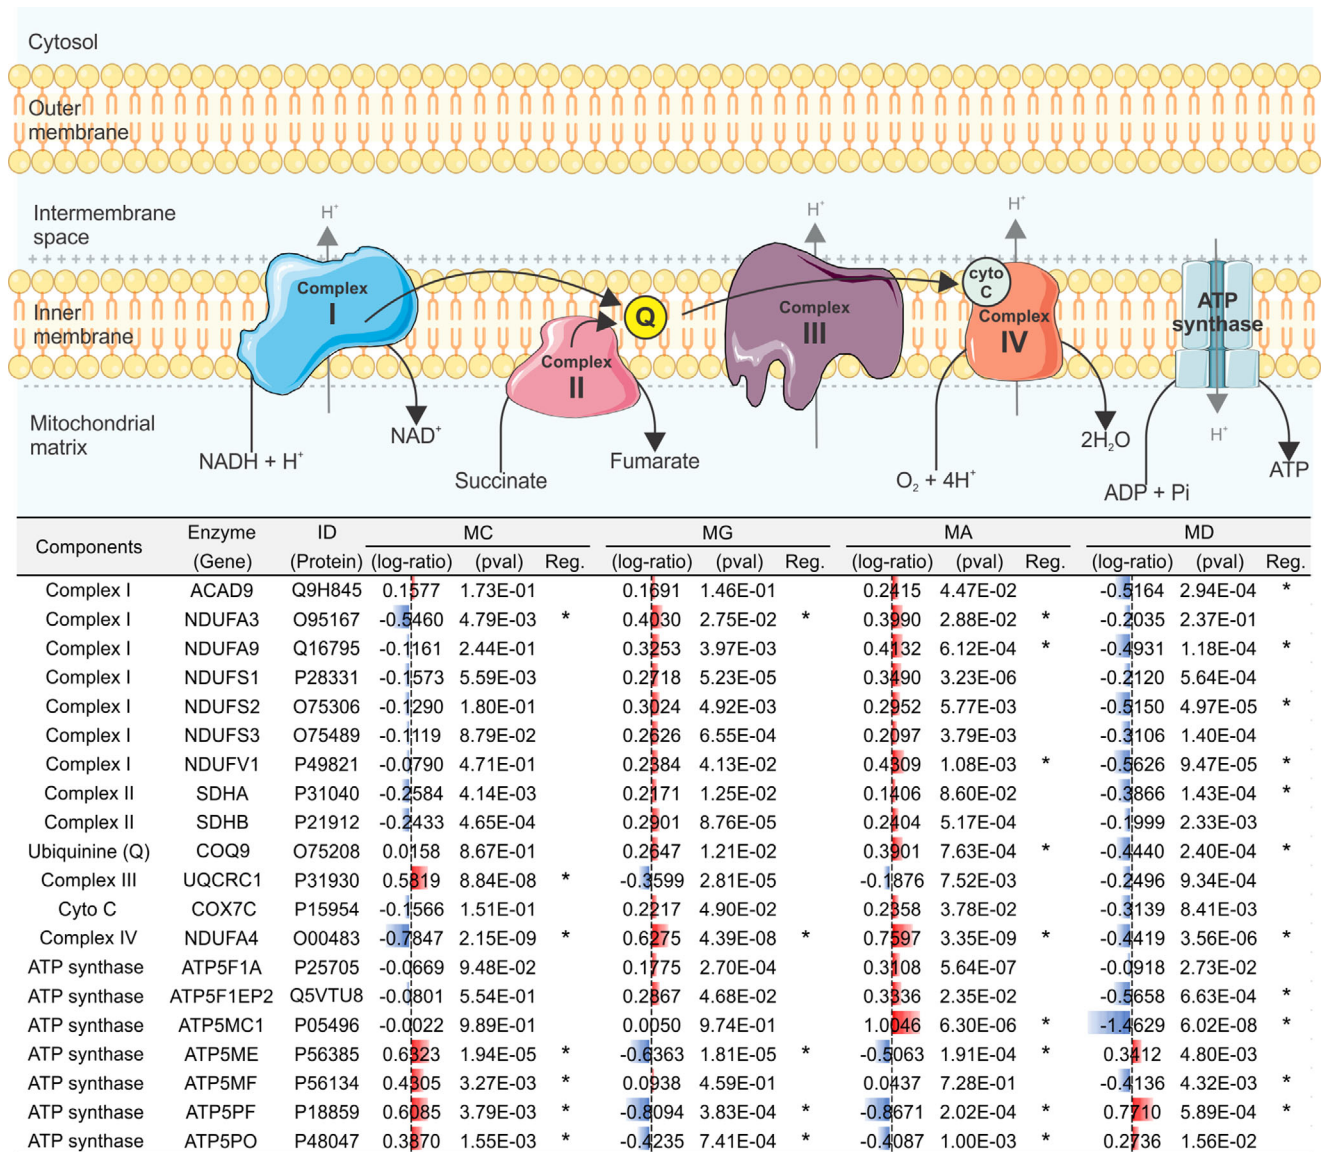 Cytosol
Outer
membrane
Intermembrane
space
H⁺
H⁺
H⁺
Complex
I
Inner
membrane
Q
Complex
II
Complex
III
cyto
C
Complex
IV
ATP
synthase
Mitochondrial
matrix
NADH + H⁺
NAD⁺
Succinate
Fumarate
O₂ + 4H⁺
2H₂O
H⁺
ADP + Pi
ATP
Components Enzyme (Gene) ID (Protein) MC MG MA MD
(log-ratio) (pval) Reg. (log-ratio) (pval) Reg. (log-ratio) (pval) Reg. (log-ratio) (pval) Reg.
Complex I ACAD9 Q9H845 0.1577 1.73E-01 0.1691 1.46E-01 0.2415 4.47E-02 -0.5164 2.94E-04 *
Complex I NDUFA3 O95167 -0.5460 4.79E-03 * 0.4030 2.75E-02 * 0.3990 2.88E-02 * -0.2035 2.37E-01
Complex I NDUFA9 Q16795 -0.1161 2.44E-01 0.3253 3.97E-03 0.4132 6.12E-04 * -0.4931 1.18E-04 *
Complex I NDUFS1 P28331 -0.1573 5.59E-03 0.2718 5.23E-05 0.3490 3.23E-06 -0.2120 5.64E-04
Complex I NDUFS2 O75306 -0.1290 1.80E-01 0.3024 4.92E-03 0.2952 5.77E-03 -0.5150 4.97E-05 *
Complex I NDUFS3 O75489 -0.1119 8.79E-02 0.2626 6.55E-04 0.2097 3.79E-03 -0.3106 1.40E-04
Complex I NDUFV1 P49821 -0.0790 4.71E-01 0.2384 4.13E-02 0.4309 1.08E-03 * -0.5626 9.47E-05 *
Complex II SDHA P31040 -0.2584 4.14E-03 0.2171 1.25E-02 0.1406 8.60E-02 -0.3866 1.43E-04 *
Complex II SDHB P21912 -0.2433 4.65E-04 0.2901 8.76E-05 0.2404 5.17E-04 -0.1999 2.33E-03
Ubiquinine (Q) COQ9 O75208 0.0158 8.67E-01 0.2647 1.21E-02 0.3901 7.63E-04 * -0.4440 2.40E-04 *
Complex III UQCRC1 P31930 0.5819 8.84E-08 * -0.3599 2.81E-05 -0.1876 7.52E-03 -0.2496 9.34E-04
Cyto C COX7C P15954 -0.1566 1.51E-01 0.2217 4.90E-02 0.2358 3.78E-02 -0.3139 8.41E-03
Complex IV NDUFA4 O00483 -0.7847 2.15E-09 * 0.6275 4.39E-08 * 0.7597 3.35E-09 * -0.4419 3.56E-06 *
ATP synthase ATP5F1A P25705 -0.0669 9.48E-02 0.1775 2.70E-04 0.3108 5.64E-07 -0.0918 2.73E-02
ATP synthase ATP5F1EP2 Q5VTU8 -0.0801 5.54E-01 0.2867 4.68E-02 0.3336 2.35E-02 -0.5658 6.63E-04 *
ATP synthase ATP5MC1 P05496 -0.0022 9.89E-01 0.0050 9.74E-01 1.0046 6.30E-06 * -1.4629 6.02E-08 *
ATP synthase ATP5ME P56385 0.6323 1.94E-05 * -0.6363 1.81E-05 * -0.5063 1.91E-04 * 0.3412 4.80E-03
ATP synthase ATP5MF P56134 0.4305 3.27E-03 * 0.0938 4.59E-01 0.0437 7.28E-01 -0.4136 4.32E-03 *
ATP synthase ATP5PF P18859 0.6085 3.79E-03 * -0.8094 3.83E-04 * -0.8671 2.02E-04 * 0.7710 5.89E-04 *
ATP synthase ATP5PO P48047 0.3870 1.55E-03 * -0.4235 7.41E-04 * -0.4087 1.00E-03 * 0.2736 1.56E-02